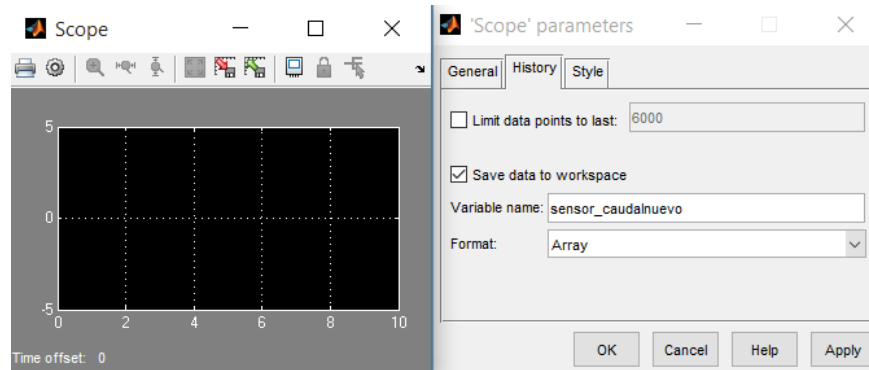 Scope
5
0
-5
0 2 4 6 8 10
Time offset: 0
'Scope' parameters
General History Style
Limit data points to last: 6000
Save data to workspace
Variable name: sensor_caudalnuevo
Format: Array
OK Cancel Help Apply